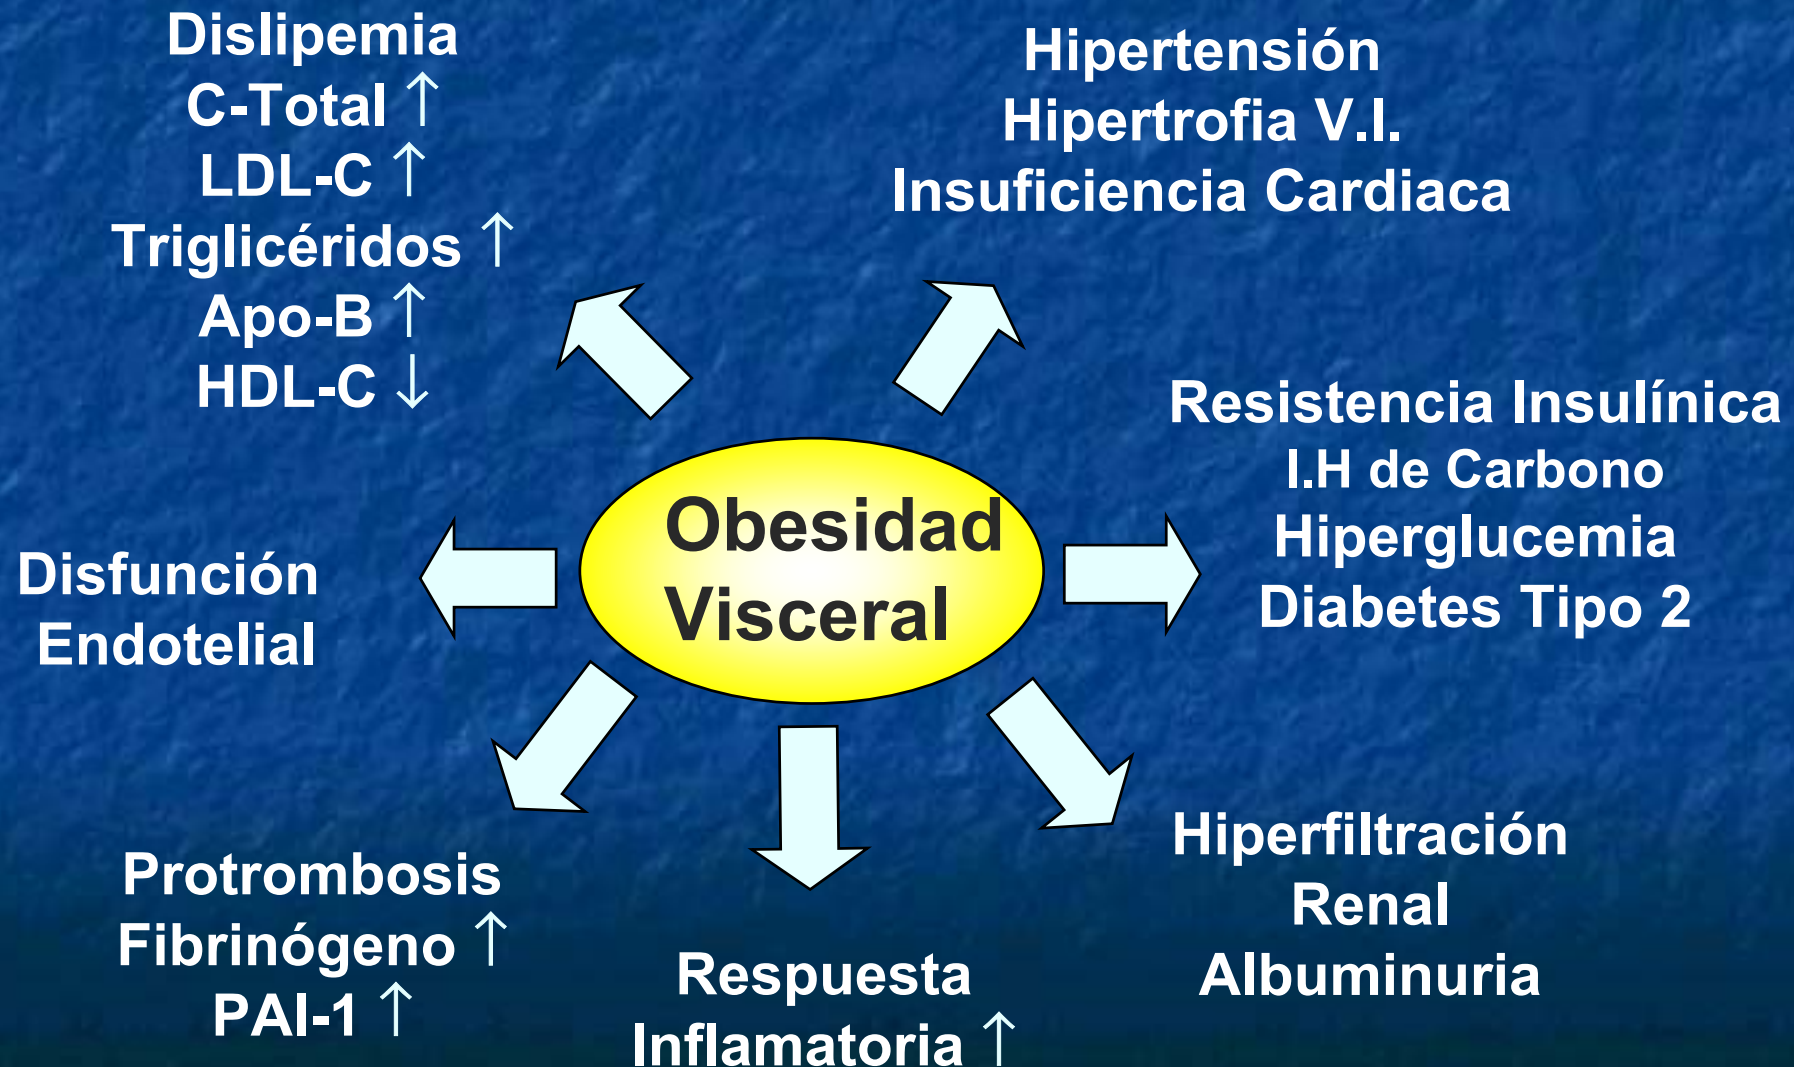 Dislipemia
C-Total ↑
LDL-C ↑
Triglicéridos ↑
Apo-B ↑
HDL-C ↓
Hipertensión
Hipertrofia V.I.
Insuficiencia Cardiaca
Resistencia Insulínica
I.H de Carbono
Hiperglucemia
Diabetes Tipo 2
Obesidad
Visceral
Disfunción
Endotelial
Protrombosis
Fibrinógeno ↑
PAI-1 ↑
Respuesta
Inflamatoria ↑
Hiperfiltración
Renal
Albuminuria